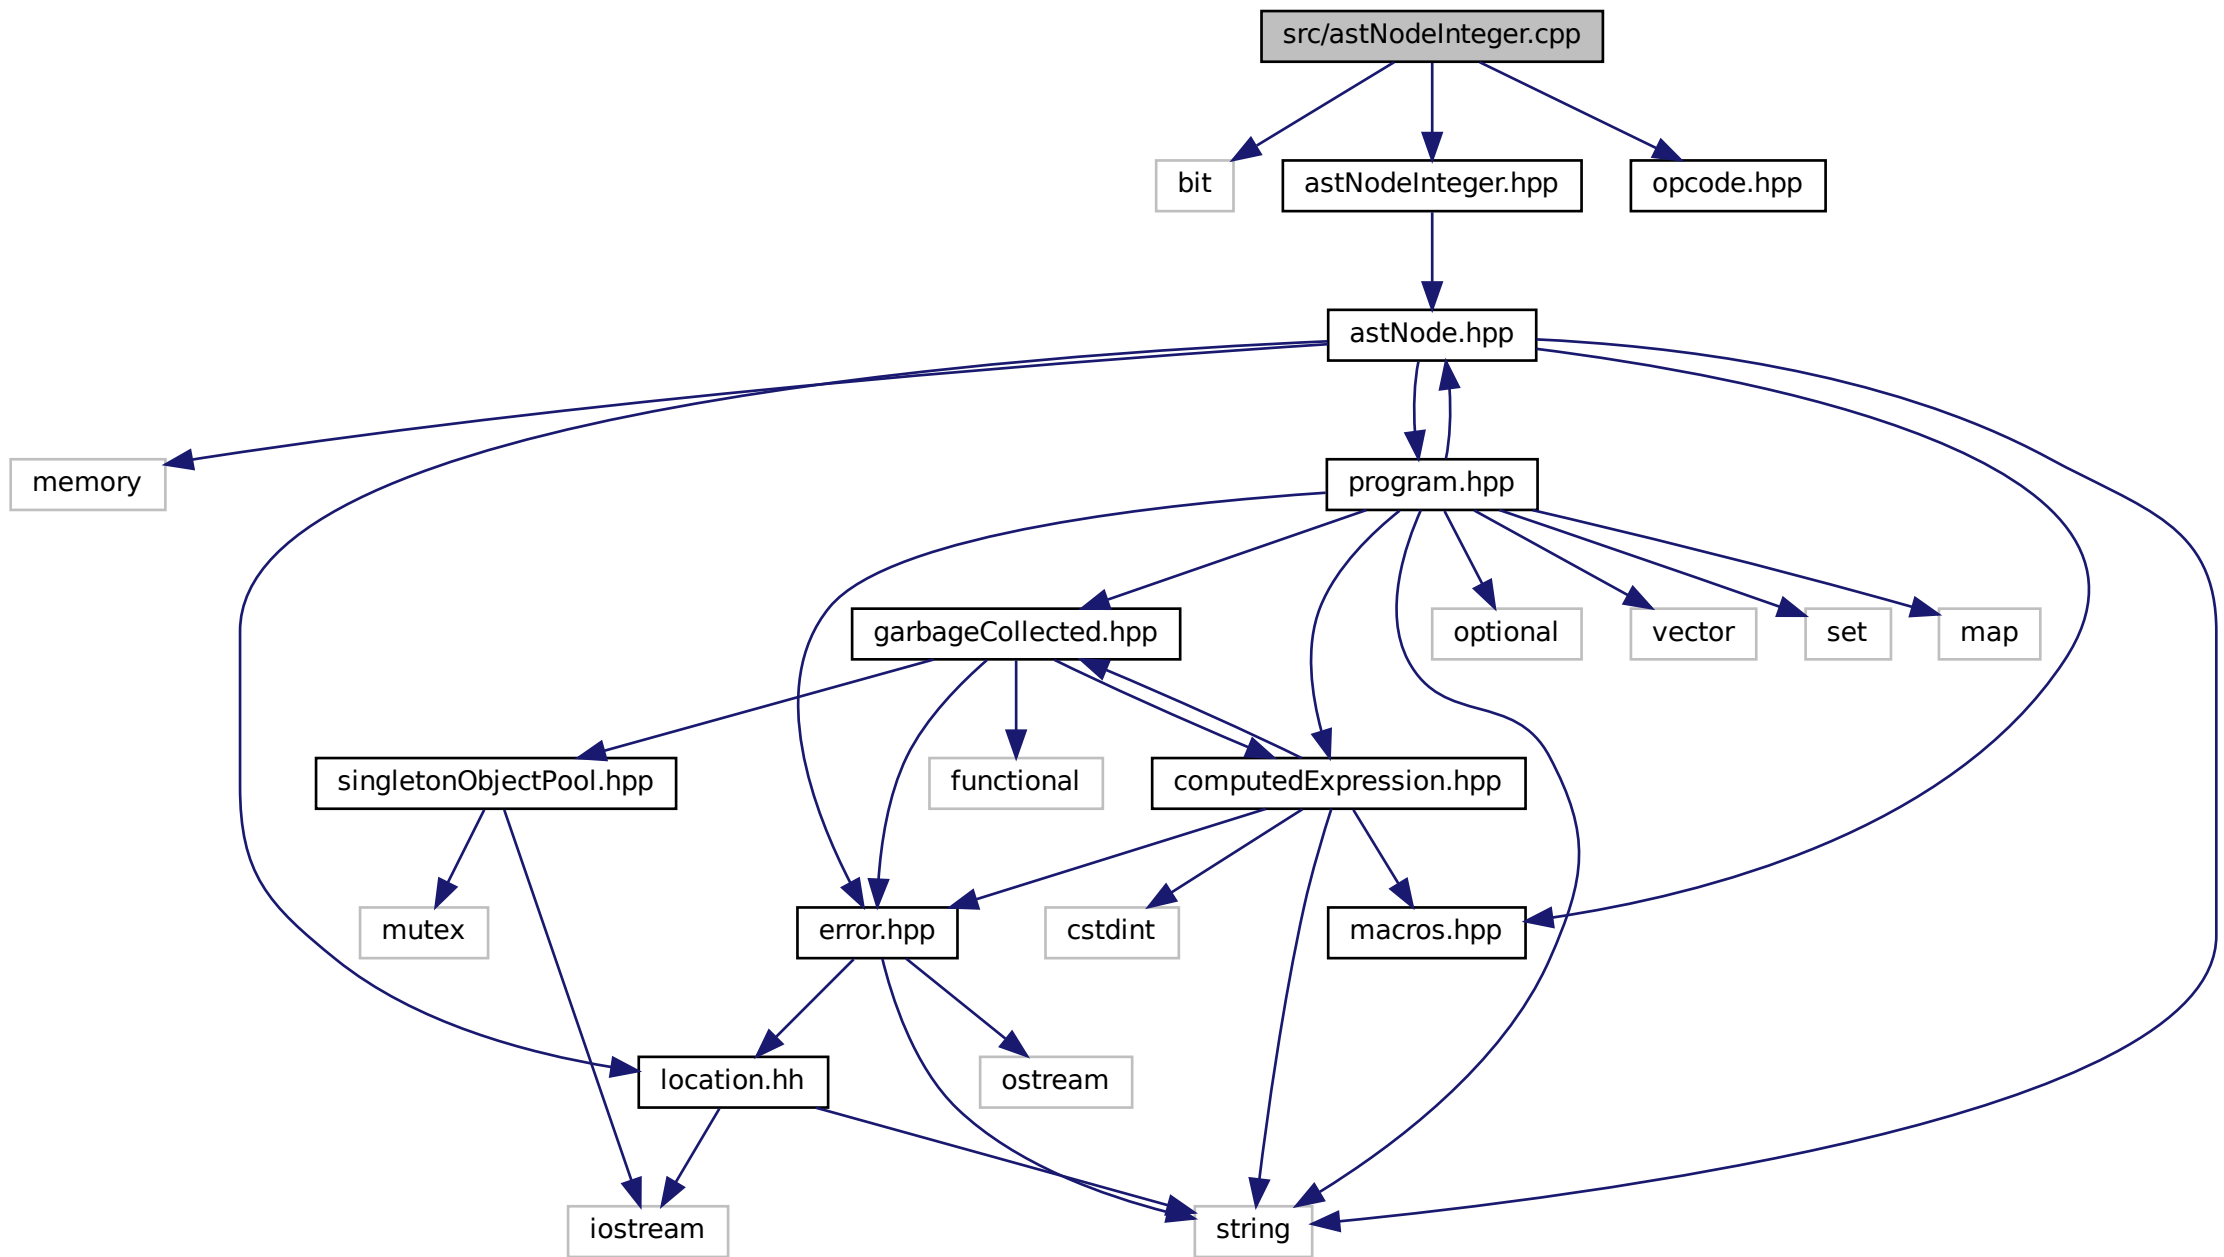 src/astNodeInteger.cpp
bit
astNodeInteger.hpp
opcode.hpp
astNode.hpp
memory
program.hpp
garbageCollected.hpp
optional
vector
set
map
singletonObjectPool.hpp
functional
computedExpression.hpp
mutex
error.hpp
cstdint
macros.hpp
location.hh
ostream
iostream
string